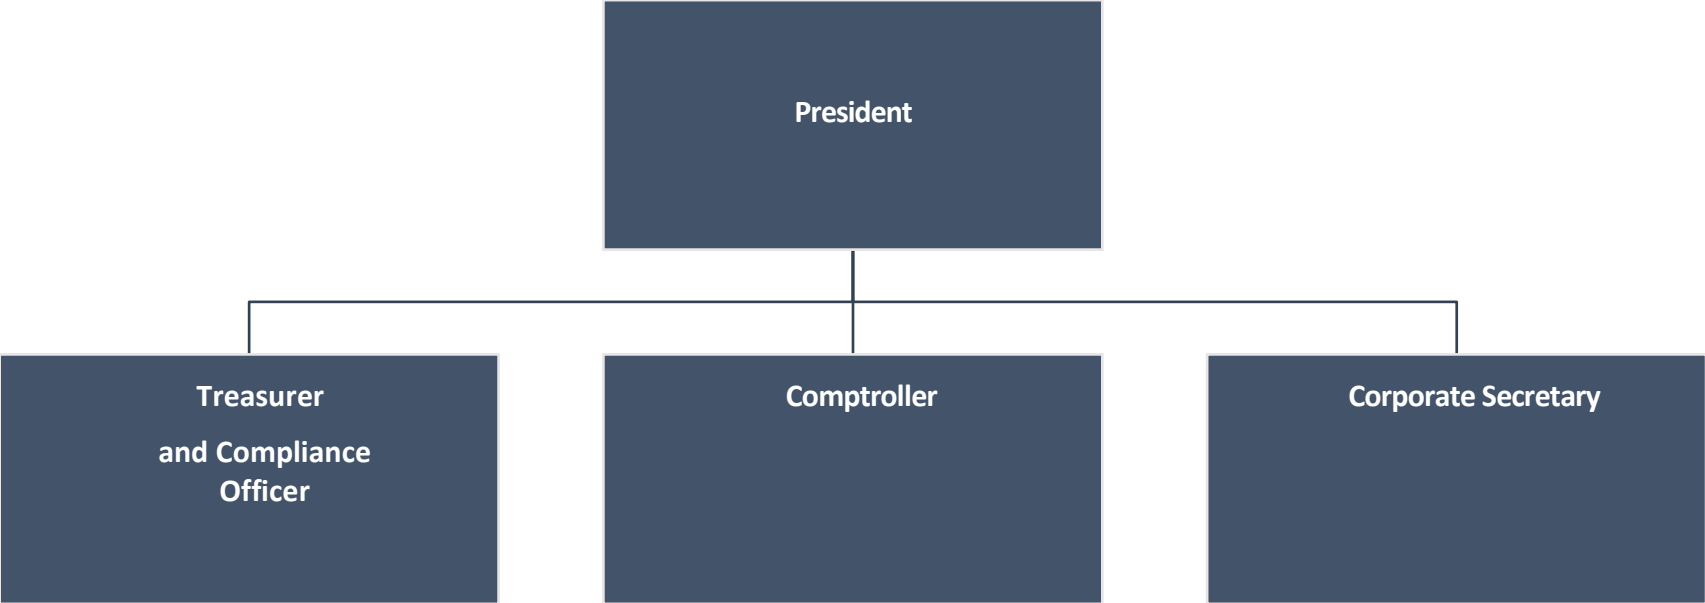 President
Treasurer
and Compliance
Officer
Comptroller
Corporate Secretary